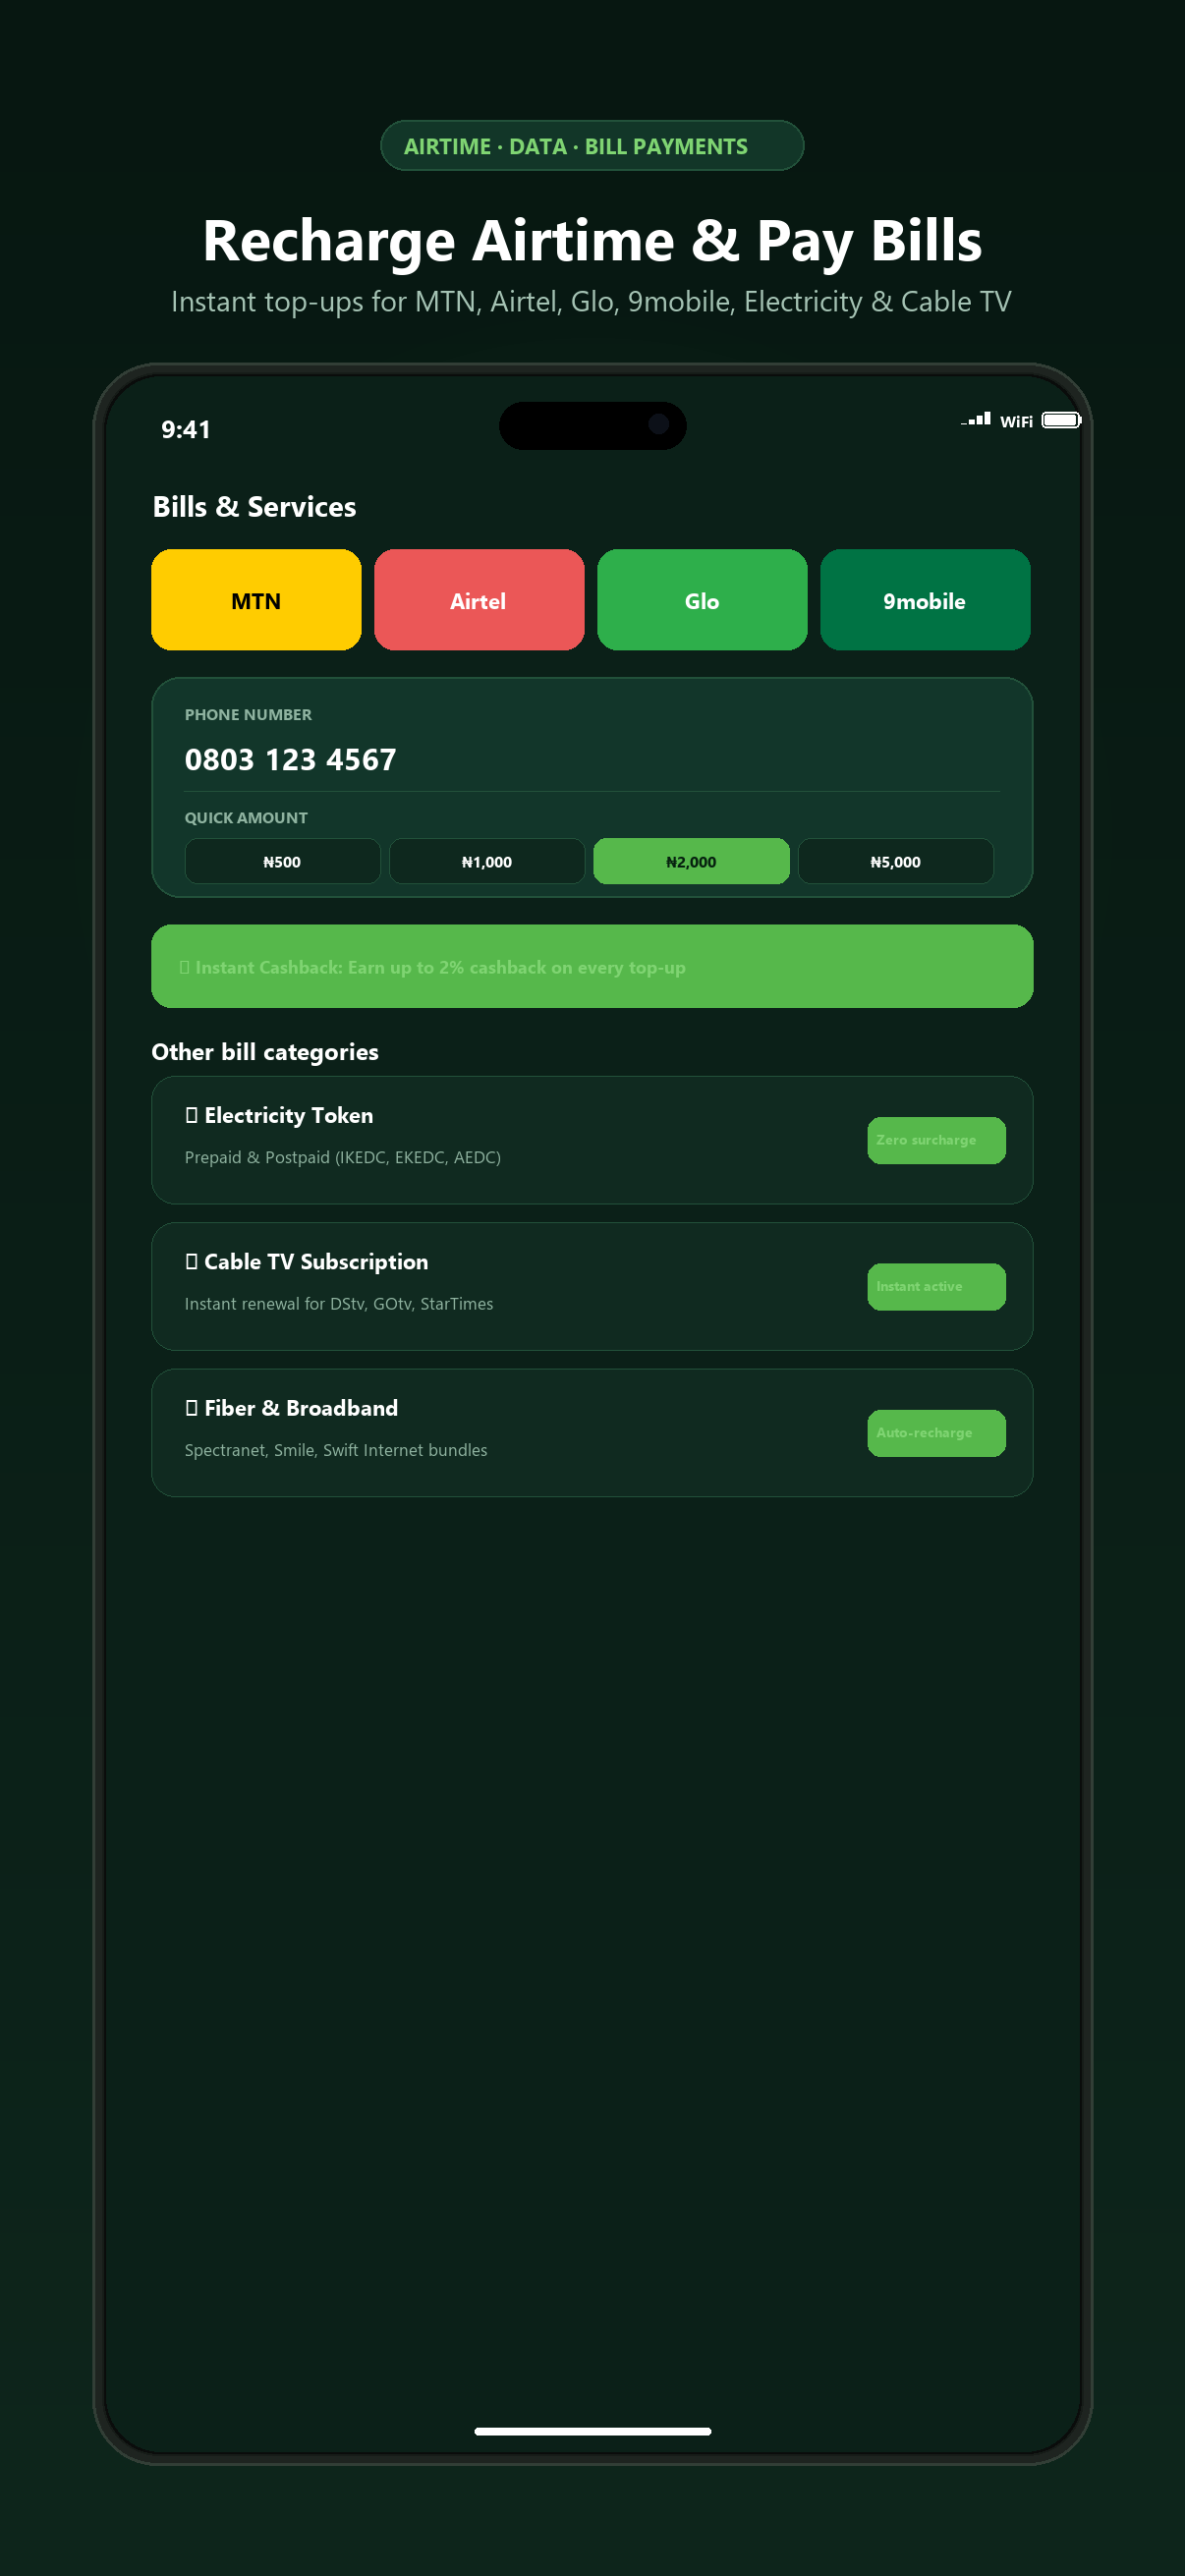 AIRTIME · DATA · BILL PAYMENTS
Recharge Airtime & Pay Bills
Instant top-ups for MTN, Airtel, Glo, 9mobile, Electricity & Cable TV
9:41
WiFi
Bills & Services
MTN
Airtel
Glo
9mobile
PHONE NUMBER
0803 123 4567
QUICK AMOUNT
₦500
₦1,000
₦2,000
₦5,000
Instant Cashback: Earn up to 2% cashback on every top-up
Other bill categories
Electricity Token
Prepaid & Postpaid (IKEDC, EKEDC, AEDC)
Zero surcharge
Cable TV Subscription
Instant renewal for DStv, GOtv, StarTimes
Instant active
Fiber & Broadband
Spectranet, Smile, Swift Internet bundles
Auto-recharge